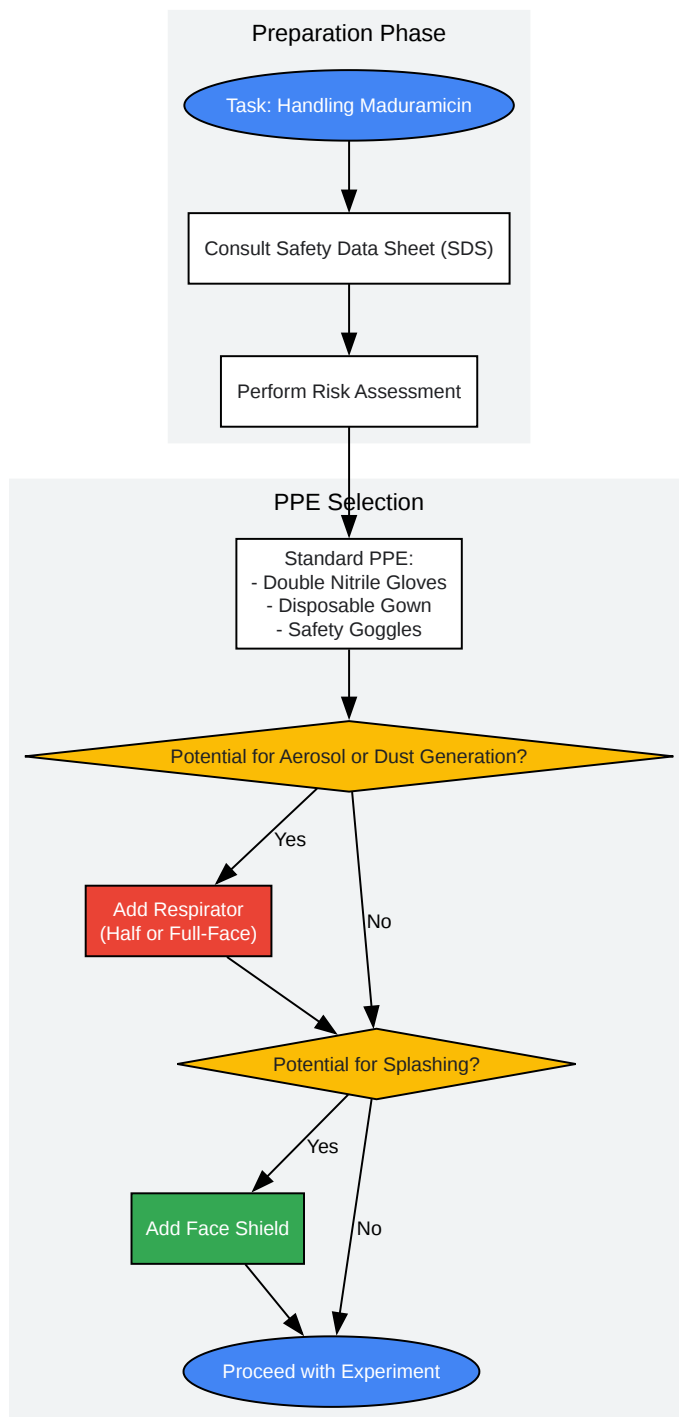 Preparation Phase
Task: Handling Maduramicin
Consult Safety Data Sheet (SDS)
Perform Risk Assessment
PPE Selection
Standard PPE:
- Double Nitrile Gloves
- Disposable Gown
- Safety Goggles
Potential for Aerosol or Dust Generation?
Yes
Add Respirator
(Half or Full-Face)
No
Potential for Splashing?
Yes
Add Face Shield
No
Proceed with Experiment